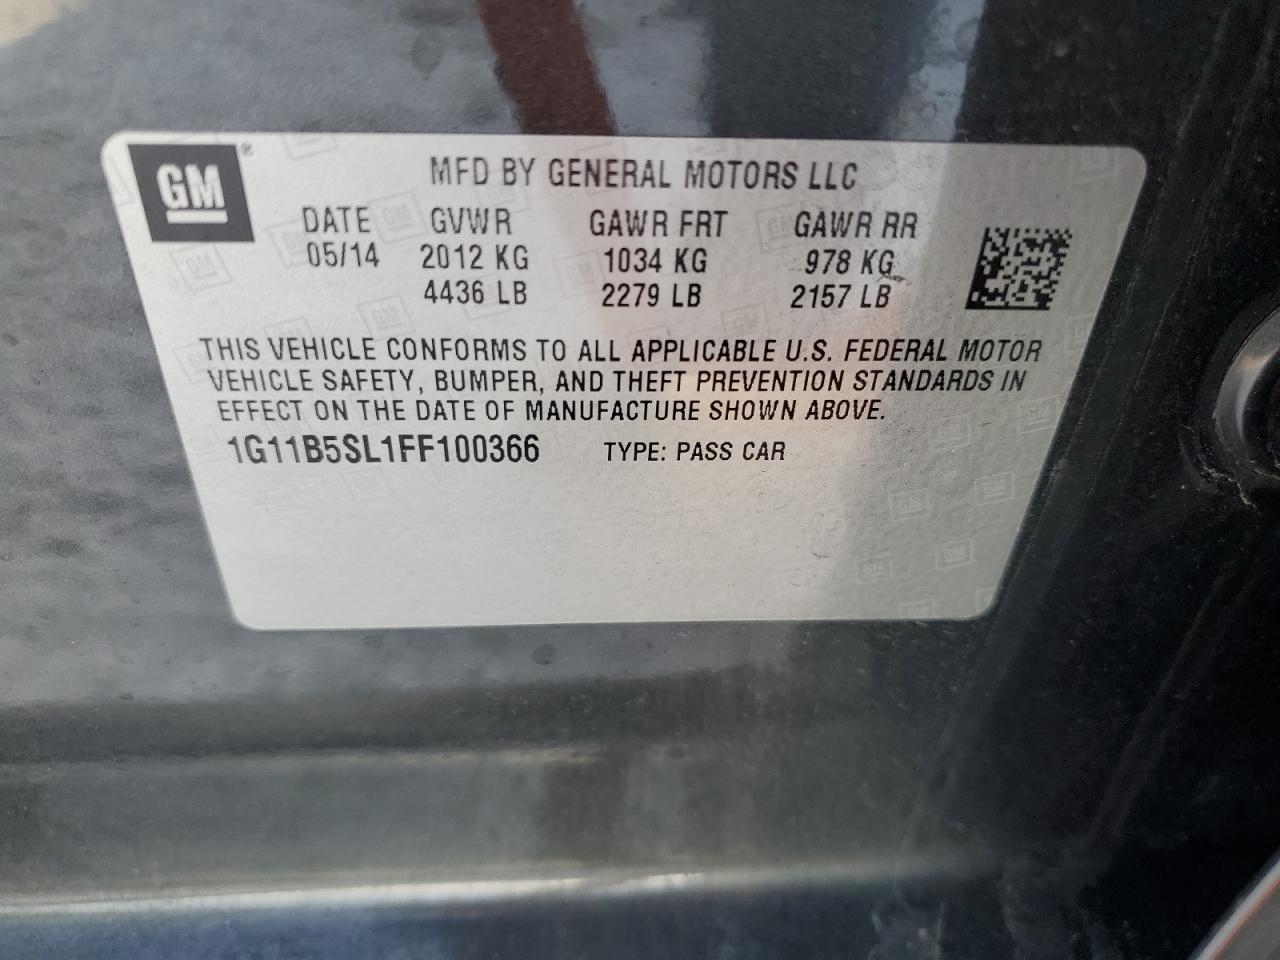 GM®
MFD BY GENERAL MOTORS LLC
DATE GVWR GAWR FRT GAWR RR
05/14 2012 KG 1034 KG 978 KG
4436 LB 2279 LB 2157 LB
THIS VEHICLE CONFORMS TO ALL APPLICABLE U.S. FEDERAL MOTOR
VEHICLE SAFETY, BUMPER, AND THEFT PREVENTION STANDARDS IN
EFFECT ON THE DATE OF MANUFACTURE SHOWN ABOVE.
1G11B5SL1FF100366 TYPE: PASS CAR